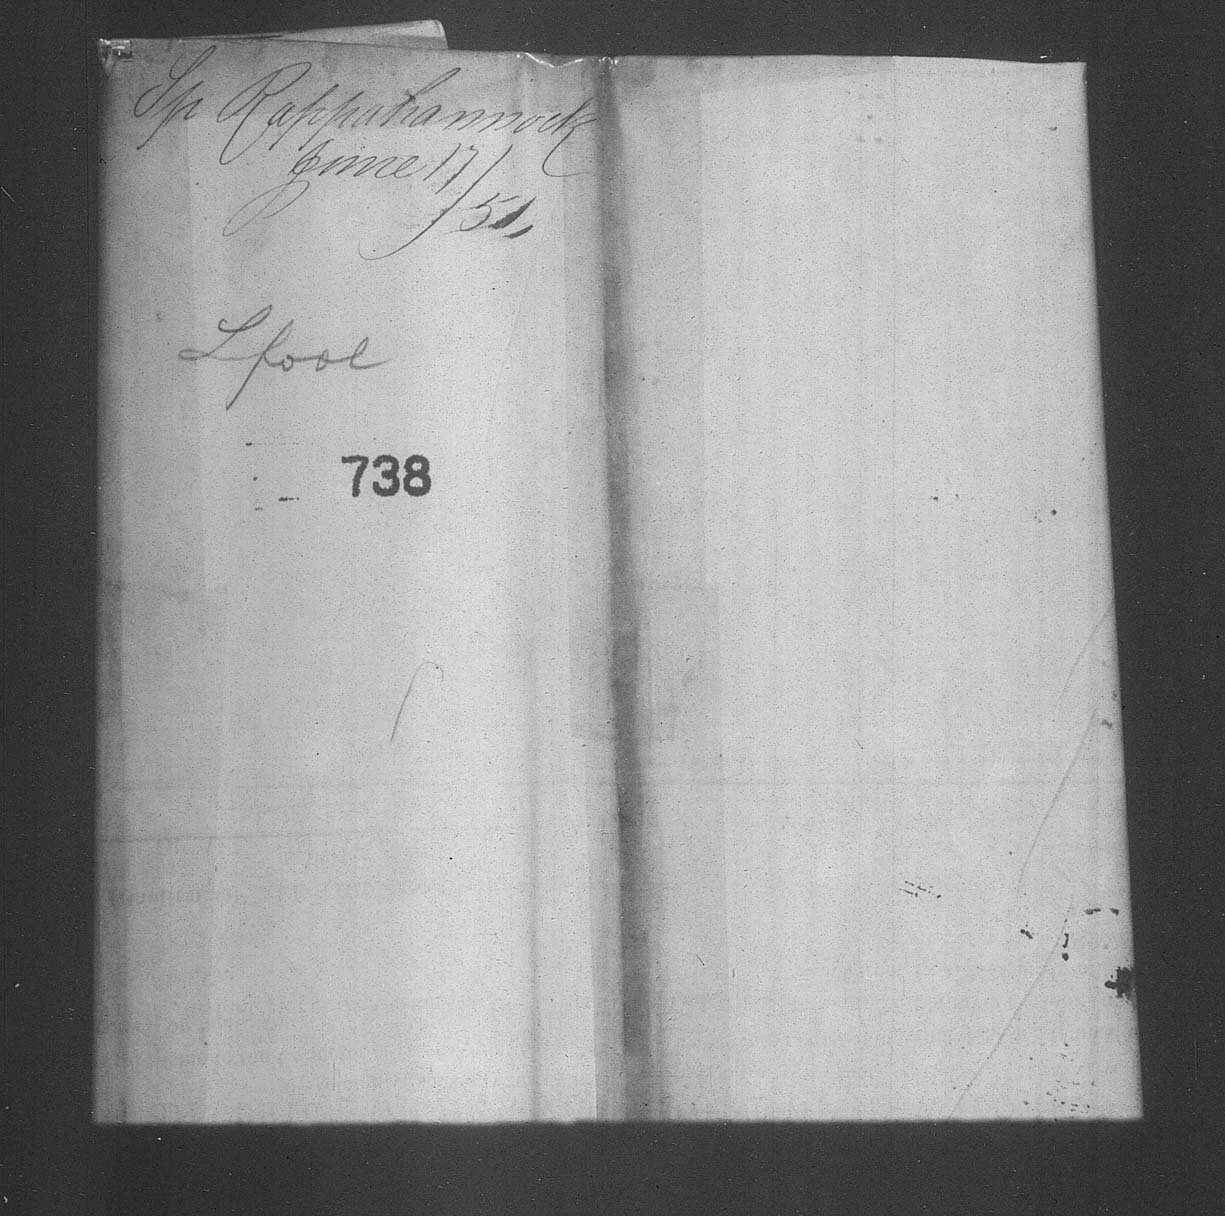 Sp Rappahannock
June 17/
/51,
Lpool
738